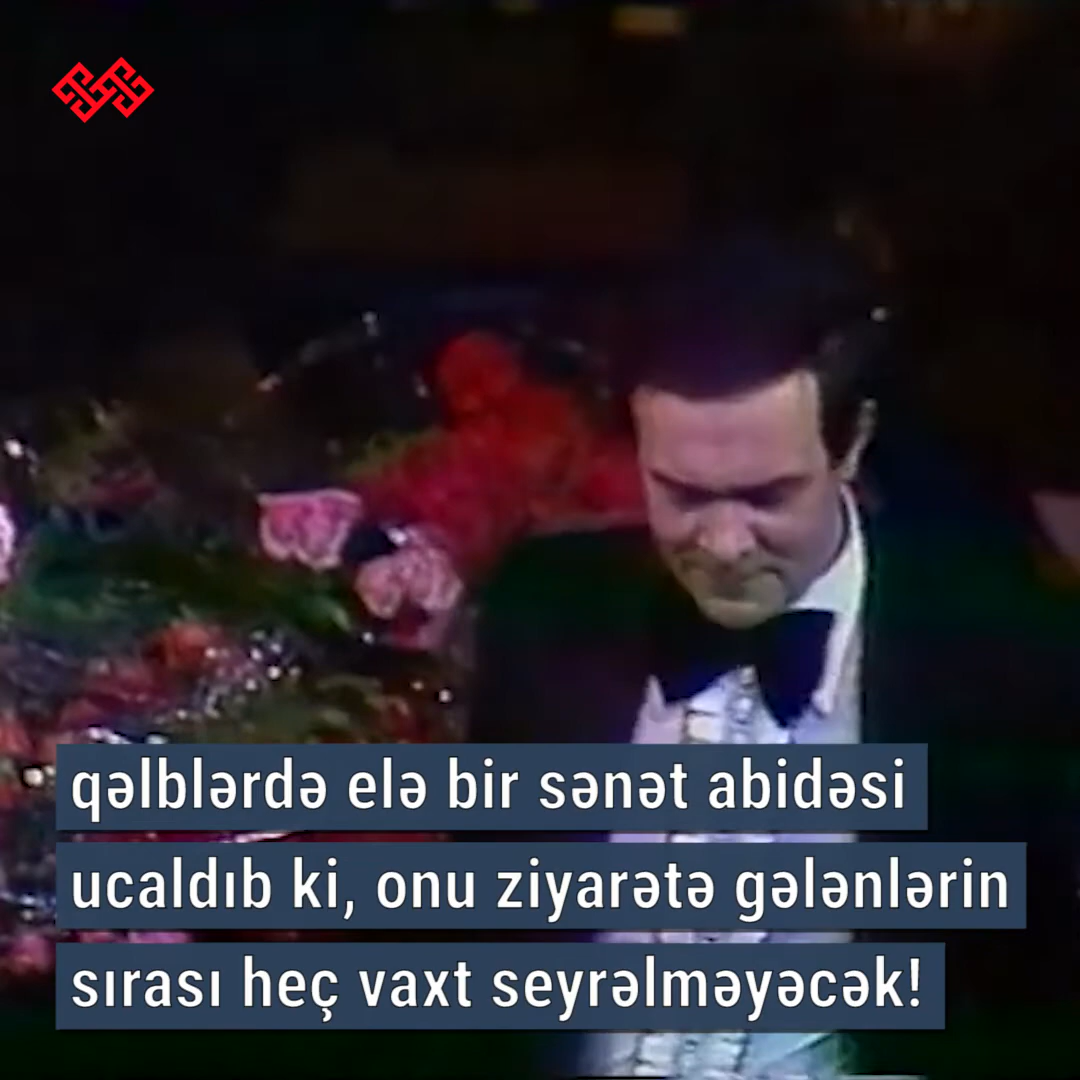 qəlblərdə elə bir sənət abidəsi
ucaldıb ki, onu ziyarətə gələnlərin
sırası heç vaxt seyrəlməyəcək!